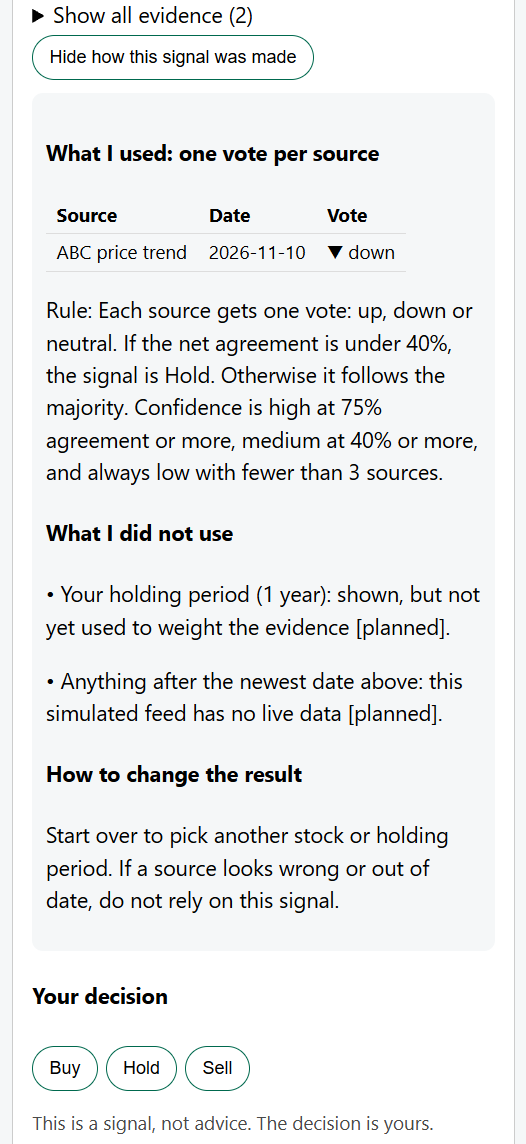 ▶ Show all evidence (2)
Hide how this signal was made
What I used: one vote per source
Source Date Vote
ABC price trend 2026-11-10 ▼ down
Rule: Each source gets one vote: up, down or
neutral. If the net agreement is under 40%,
the signal is Hold. Otherwise it follows the
majority. Confidence is high at 75%
agreement or more, medium at 40% or more,
and always low with fewer than 3 sources.
What I did not use
• Your holding period (1 year): shown, but not
yet used to weight the evidence [planned].
• Anything after the newest date above: this
simulated feed has no live data [planned].
How to change the result
Start over to pick another stock or holding
period. If a source looks wrong or out of
date, do not rely on this signal.
Your decision
Buy Hold Sell
This is a signal, not advice. The decision is yours.